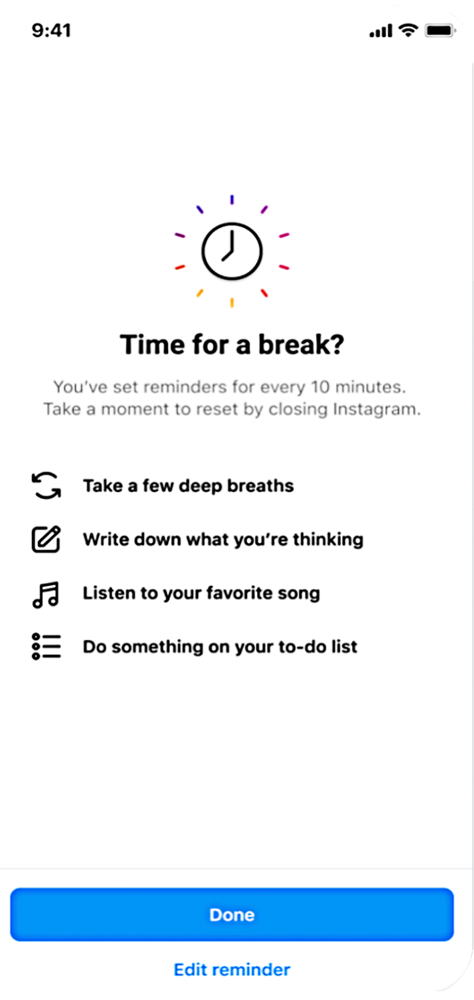 9:41
Time for a break?
You've set reminders for every 10 minutes.
Take a moment to reset by closing Instagram.
Take a few deep breaths
Write down what you're thinking
Listen to your favorite song
Do something on your to-do list
Done
Edit reminder